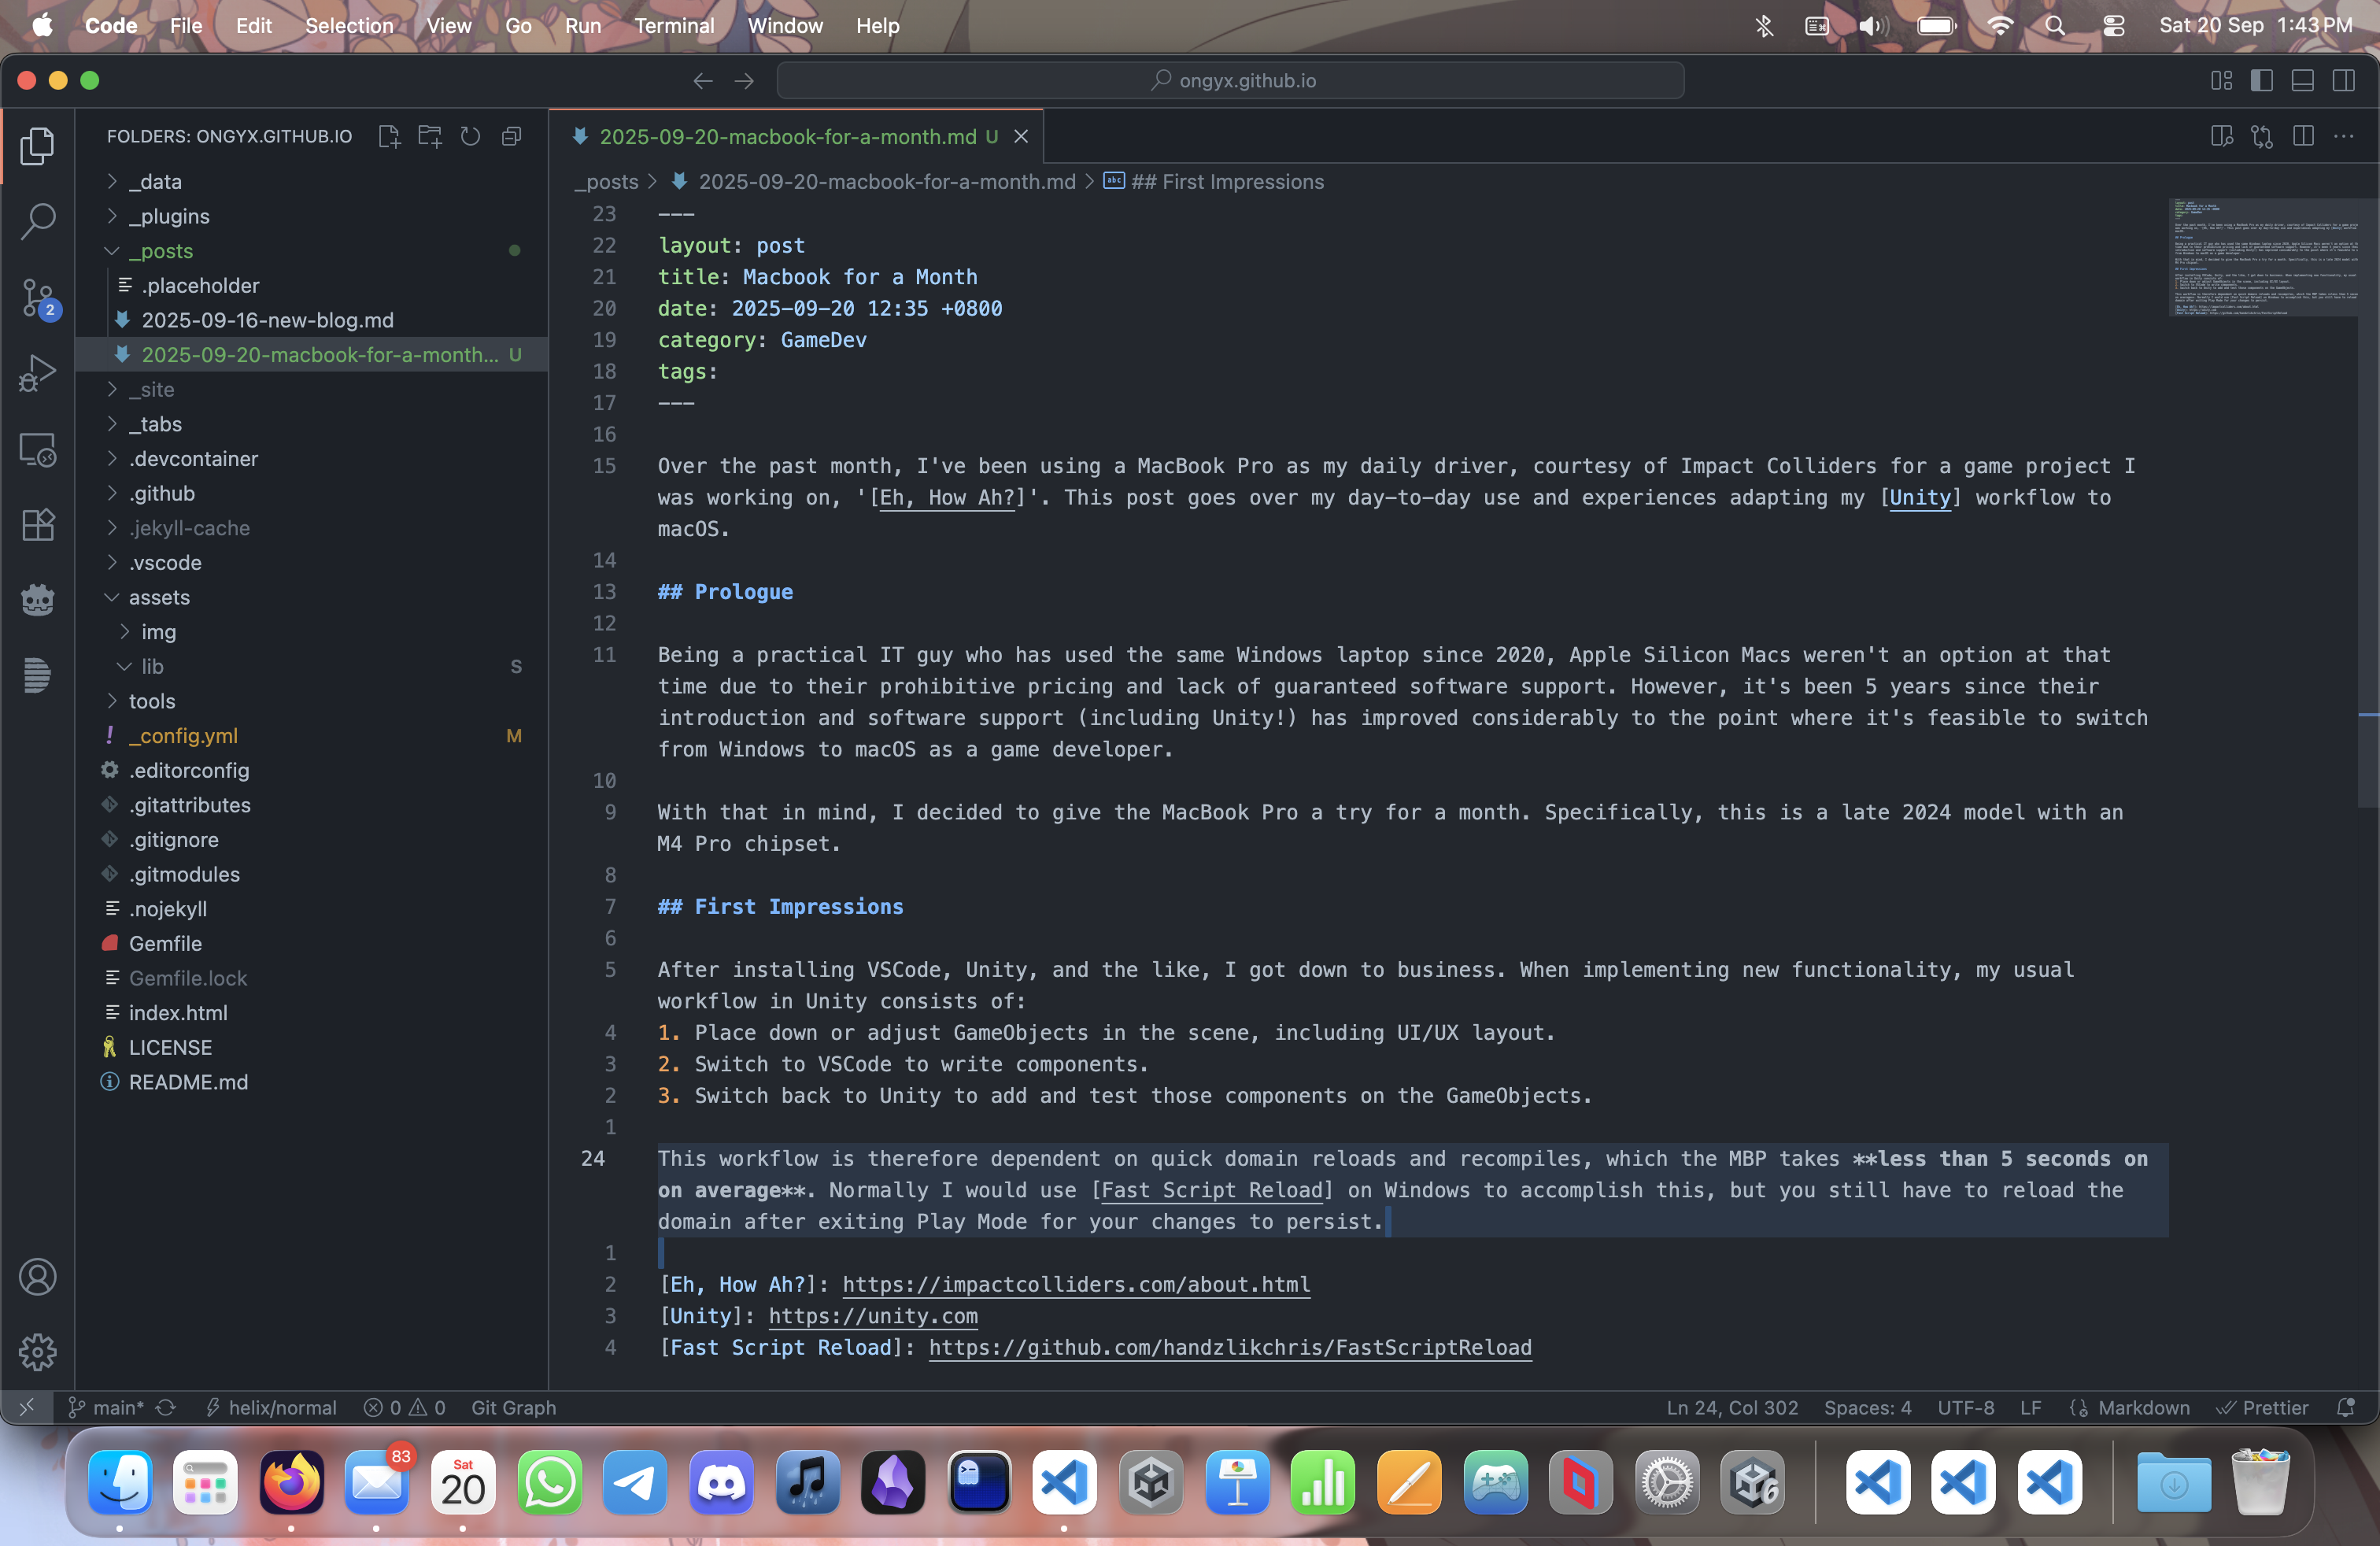 Code File Edit Selection View Go Run Terminal Window Help Sat 20 Sep 1:43 PM
ongyx.github.io
FOLDERS: ONGYX.GITHUB.IO
_data
_plugins
_posts
.placeholder
2025-09-16-new-blog.md
2025-09-20-macbook-for-a-month... U
_site
_tabs
.devcontainer
.github
.jekyll-cache
.vscode
assets
img
lib S
tools
_config.yml M
.editorconfig
.gitattributes
.gitignore
.gitmodules
.nojekyll
Gemfile
Gemfile.lock
index.html
LICENSE
README.md
2
2025-09-20-macbook-for-a-month.md U
_posts > 2025-09-20-macbook-for-a-month.md > abc ## First Impressions
23 ---
22 layout: post
21 title: Macbook for a Month
20 date: 2025-09-20 12:35 +0800
19 category: GameDev
18 tags:
17 ---
16
15 Over the past month, I've been using a MacBook Pro as my daily driver, courtesy of Impact Colliders for a game project I
was working on, '[Eh, How Ah?]'. This post goes over my day-to-day use and experiences adapting my [Unity] workflow to
macOS.
14
13 ## Prologue
12
11 Being a practical IT guy who has used the same Windows laptop since 2020, Apple Silicon Macs weren't an option at that
time due to their prohibitive pricing and lack of guaranteed software support. However, it's been 5 years since their
introduction and software support (including Unity!) has improved considerably to the point where it's feasible to switch
from Windows to macOS as a game developer.
10
9 With that in mind, I decided to give the MacBook Pro a try for a month. Specifically, this is a late 2024 model with an
M4 Pro chipset.
8
7 ## First Impressions
6
5 After installing VSCode, Unity, and the like, I got down to business. When implementing new functionality, my usual
workflow in Unity consists of:
4 1. Place down or adjust GameObjects in the scene, including UI/UX layout.
3 2. Switch to VSCode to write components.
2 3. Switch back to Unity to add and test those components on the GameObjects.
1
24 This workflow is therefore dependent on quick domain reloads and recompiles, which the MBP takes **less than 5 seconds on
on average**. Normally I would use [Fast Script Reload] on Windows to accomplish this, but you still have to reload the
domain after exiting Play Mode for your changes to persist.
1
2 [Eh, How Ah?]: https://impactcolliders.com/about.html
3 [Unity]: https://unity.com
4 [Fast Script Reload]: https://github.com/handzlikchris/FastScriptReload
main* helix/normal 0 0 Git Graph Ln 24, Col 302 Spaces: 4 UTF-8 LF Markdown Prettier
83
Sat
20
6